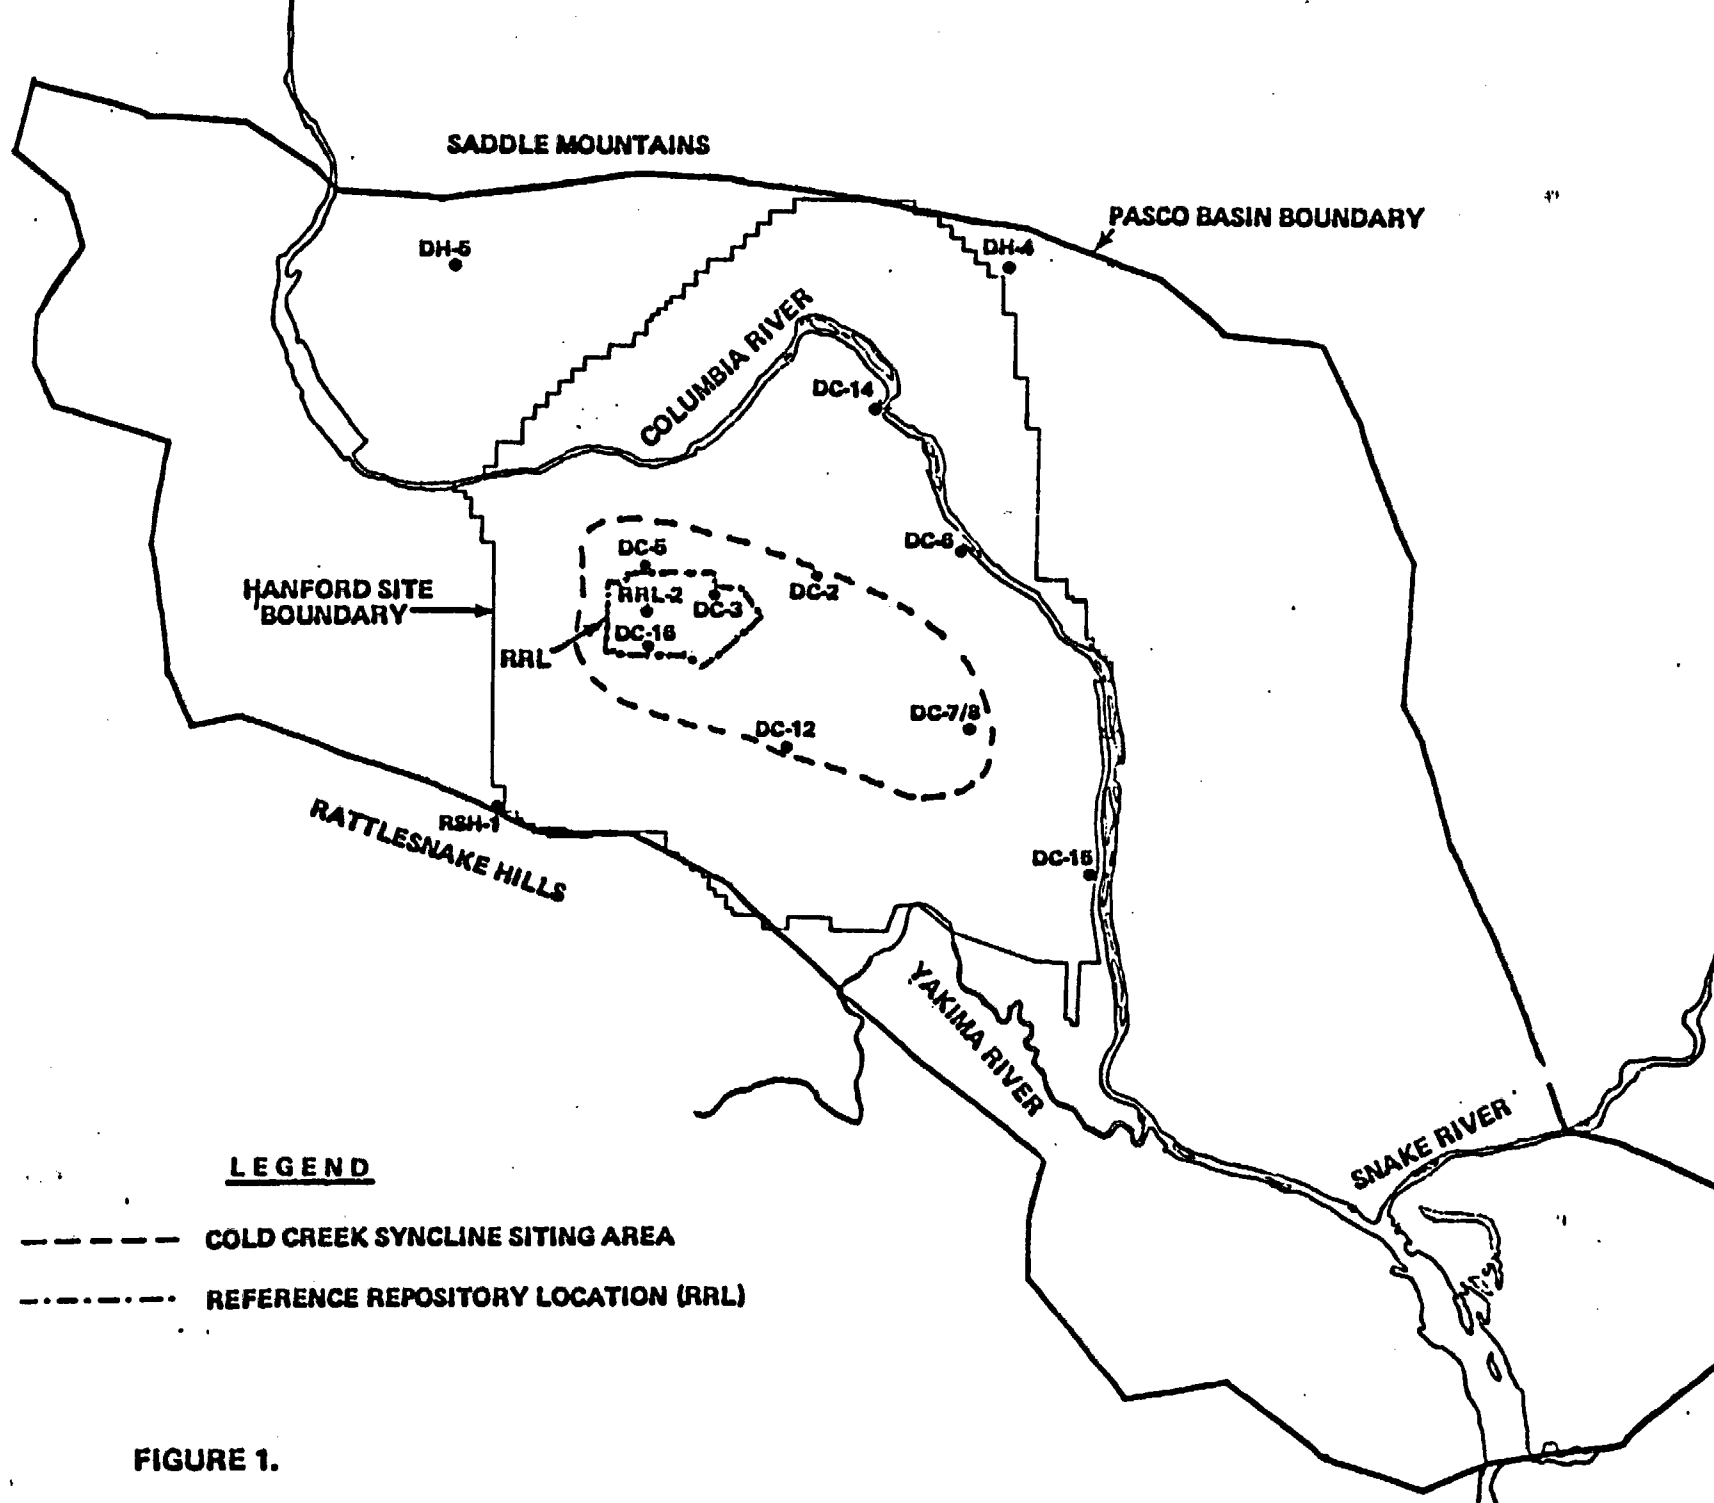 SADDLE MOUNTAINS
PASCO BASIN BOUNDARY
DH-5
DH-4
COLUMBIA RIVER
DC-14
DC-6
DC-5
DC-2
HANFORD SITE
BOUNDARY
RRL-2
DC-3
DC-16
RRL
DC-7/8
DC-12
RSH-1
RATTLESNAKE HILLS
DC-15
YAKIMA RIVER
SNAKE RIVER
LEGEND
COLD CREEK SYNCLINE SITING AREA
REFERENCE REPOSITORY LOCATION (RRL)
FIGURE 1.